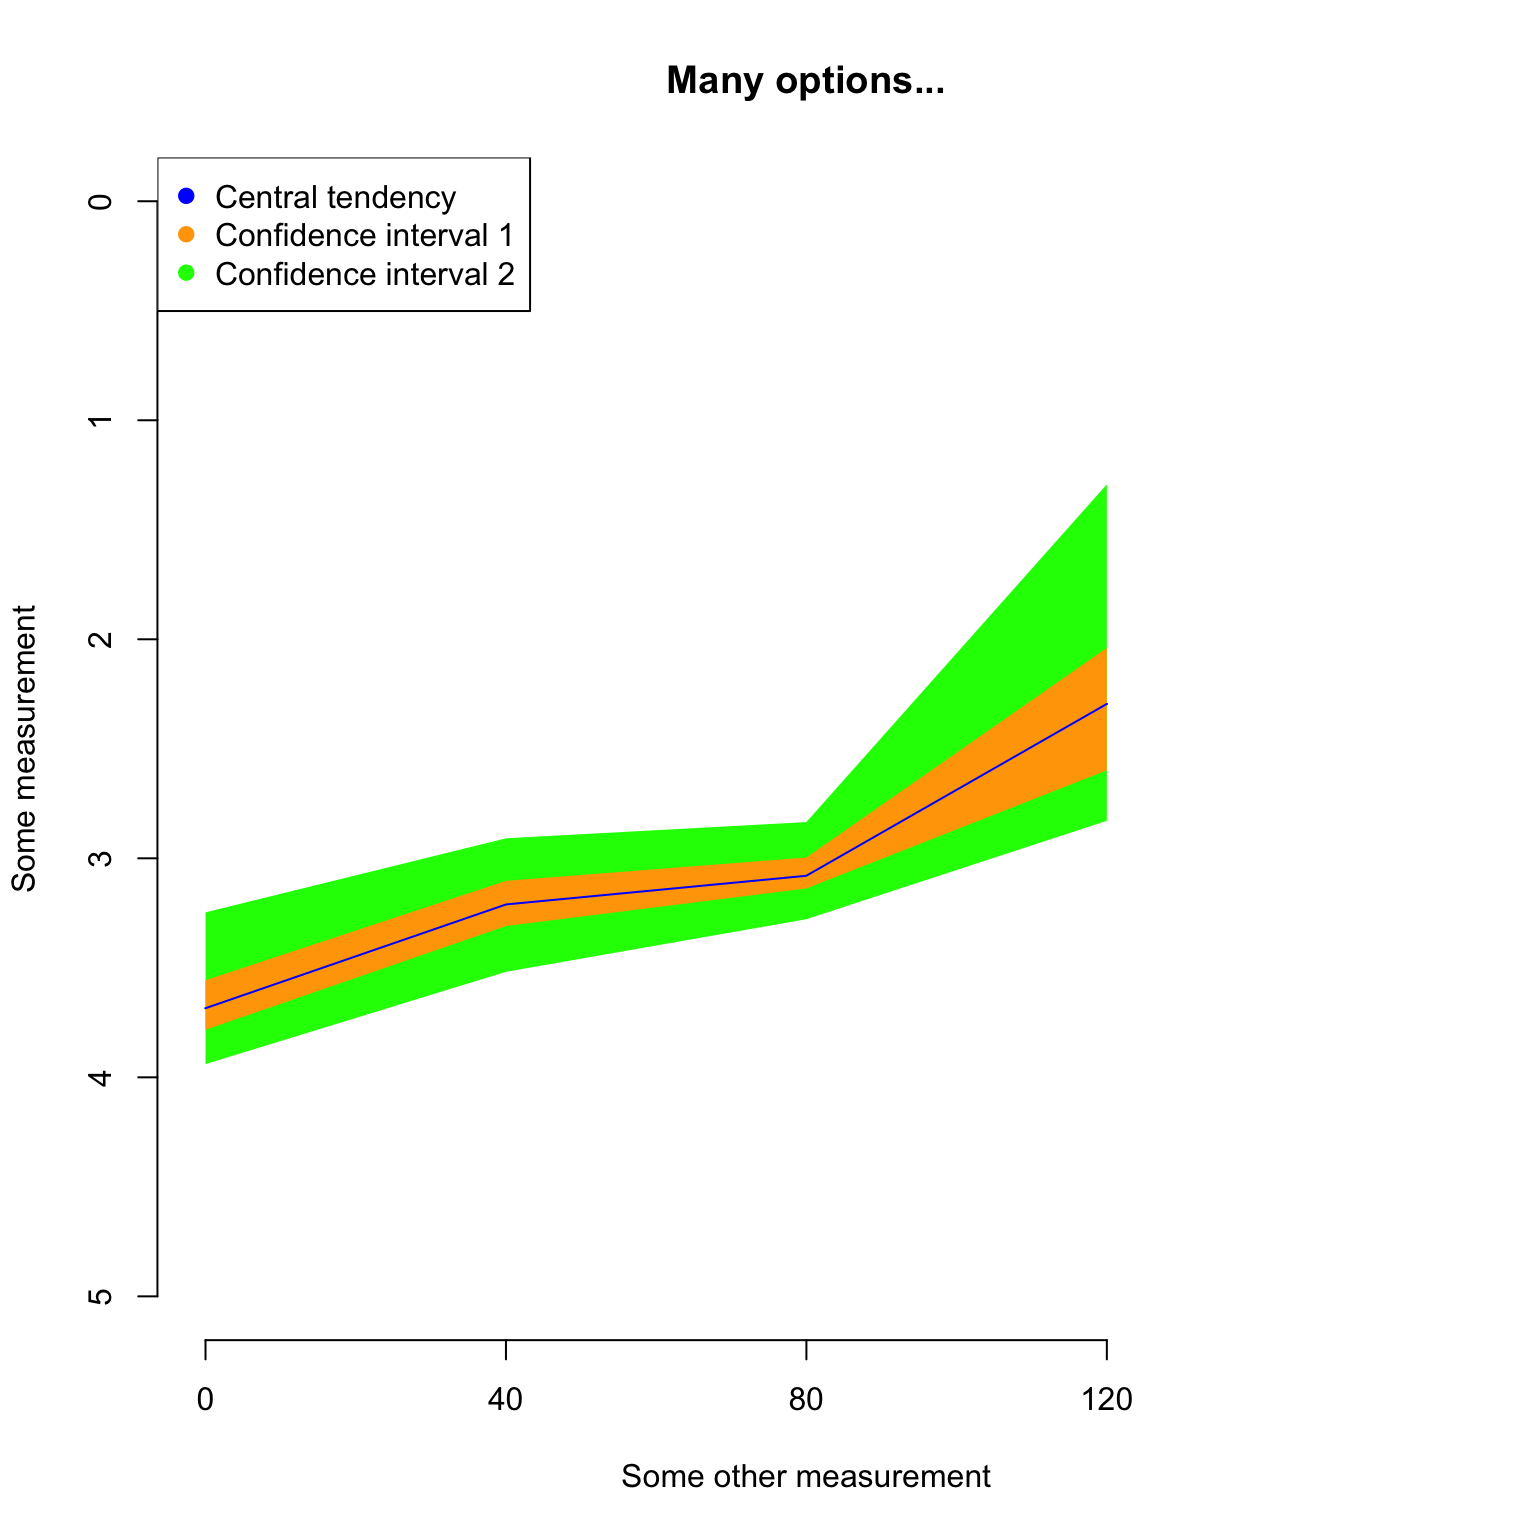 Many options...
Central tendency
Confidence interval 1
Confidence interval 2
Some measurement
0
1
2
3
4
5
0
40
80
120
Some other measurement